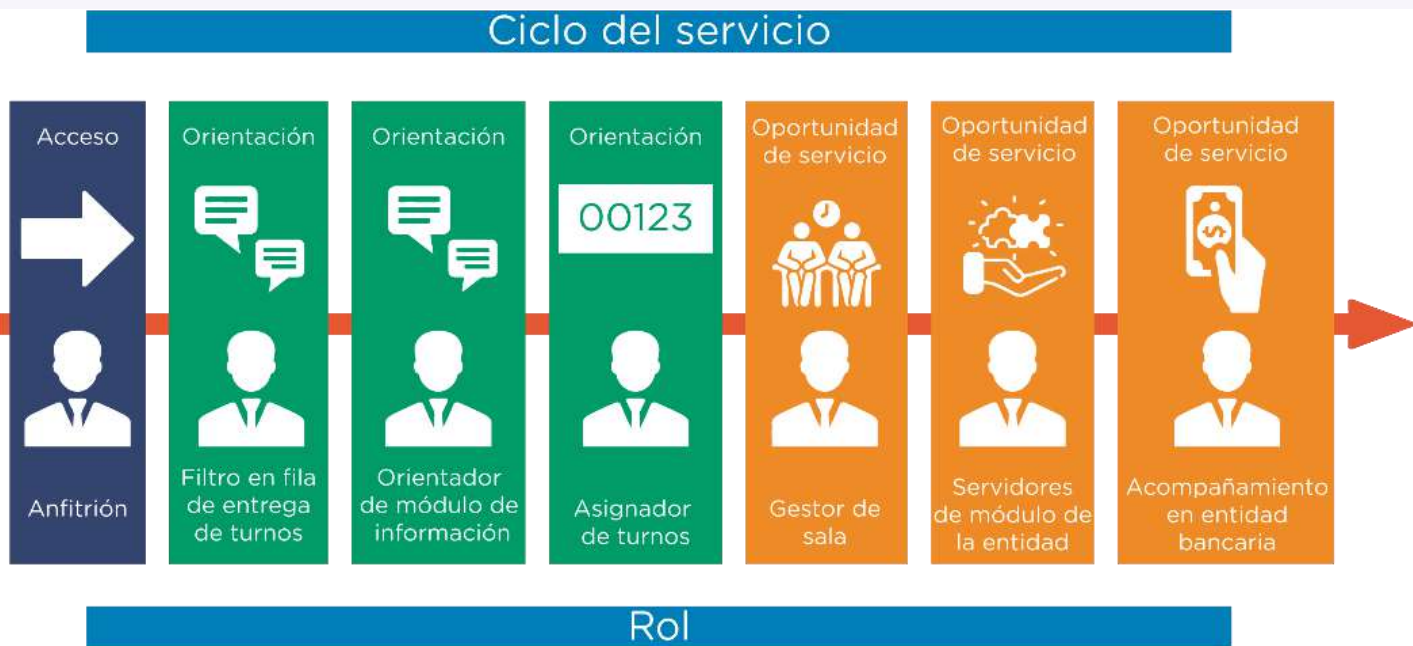 Ciclo del servicio
Acceso
Orientación
Orientación
Orientación
Oportunidad
de servicio
Oportunidad
de servicio
Oportunidad
de servicio
00123
Anfitrión
Filtro en fila
de entrega
de turnos
Orientador
de módulo de
información
Asignador
de turnos
Gestor de
sala
Servidores
de módulo de
la entidad
Acompañamiento
en entidad
bancaria
Rol